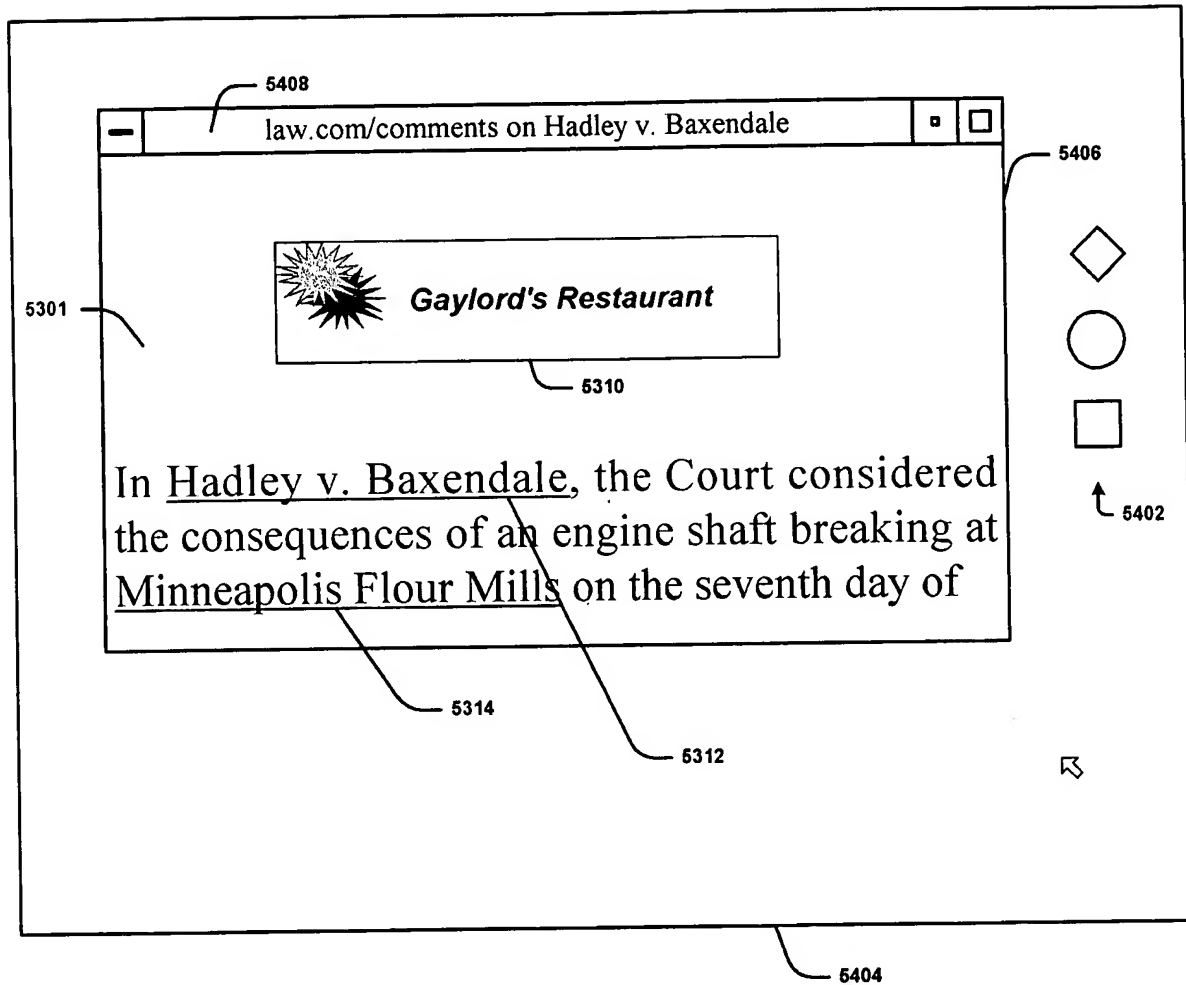 5408
law.com/comments on Hadley v. Baxendale
5406
5301
Gaylord's Restaurant
5310
In Hadley v. Baxendale, the Court considered
the consequences of an engine shaft breaking at
Minneapolis Flour Mills on the seventh day of
5402
5314
5312
5404